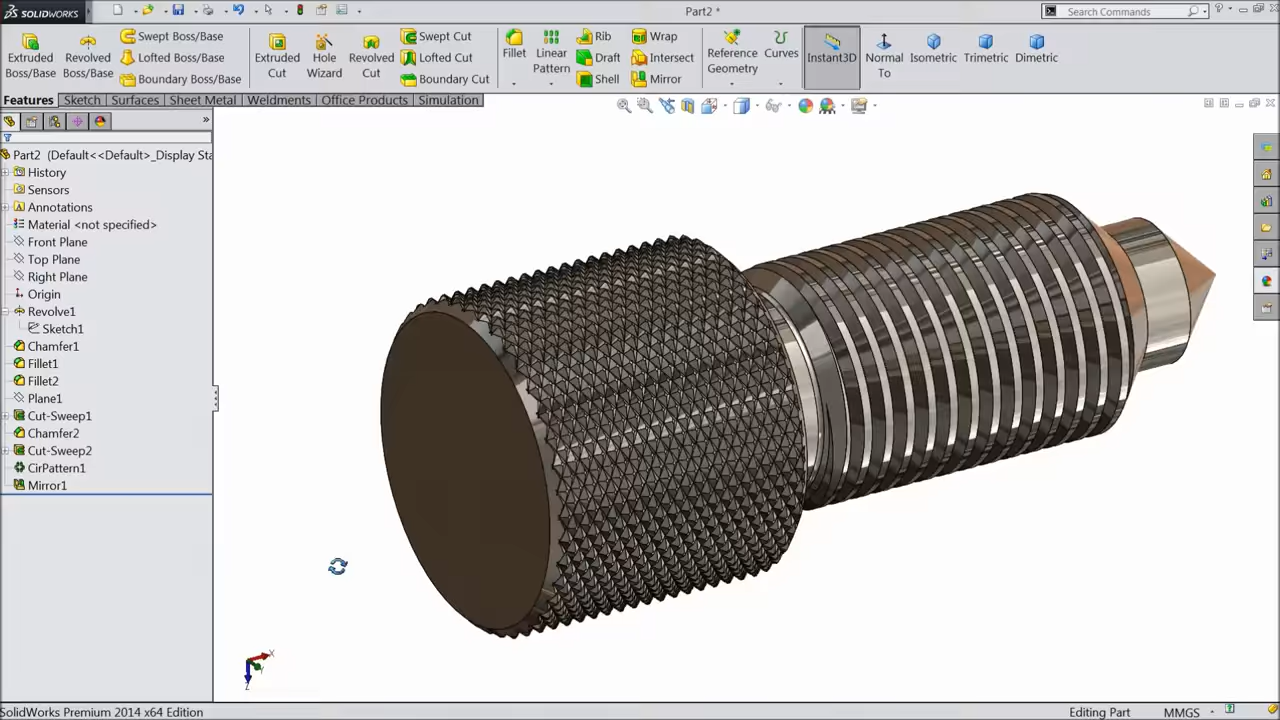 SOLIDWORKS
Part2 *
Search Commands
Extruded Boss/Base
Revolved Boss/Base
Swept Boss/Base
Lofted Boss/Base
Boundary Boss/Base
Extruded Cut
Hole Wizard
Revolved Cut
Swept Cut
Lofted Cut
Boundary Cut
Fillet
Linear Pattern
Rib
Draft
Shell
Wrap
Intersect
Mirror
Reference Geometry
Curves
Instant3D
Normal To
Isometric
Trimetric
Dimetric
Features
Sketch
Surfaces
Sheet Metal
Weldments
Office Products
Simulation
Part2 (Default<<Default>_Display Sta
History
Sensors
Annotations
Material <not specified>
Front Plane
Top Plane
Right Plane
Origin
Revolve1
Sketch1
Chamfer1
Fillet1
Fillet2
Plane1
Cut-Sweep1
Chamfer2
Cut-Sweep2
CirPattern1
Mirror1
X
Y
Z
SolidWorks Premium 2014 x64 Edition
Editing Part
MMGS